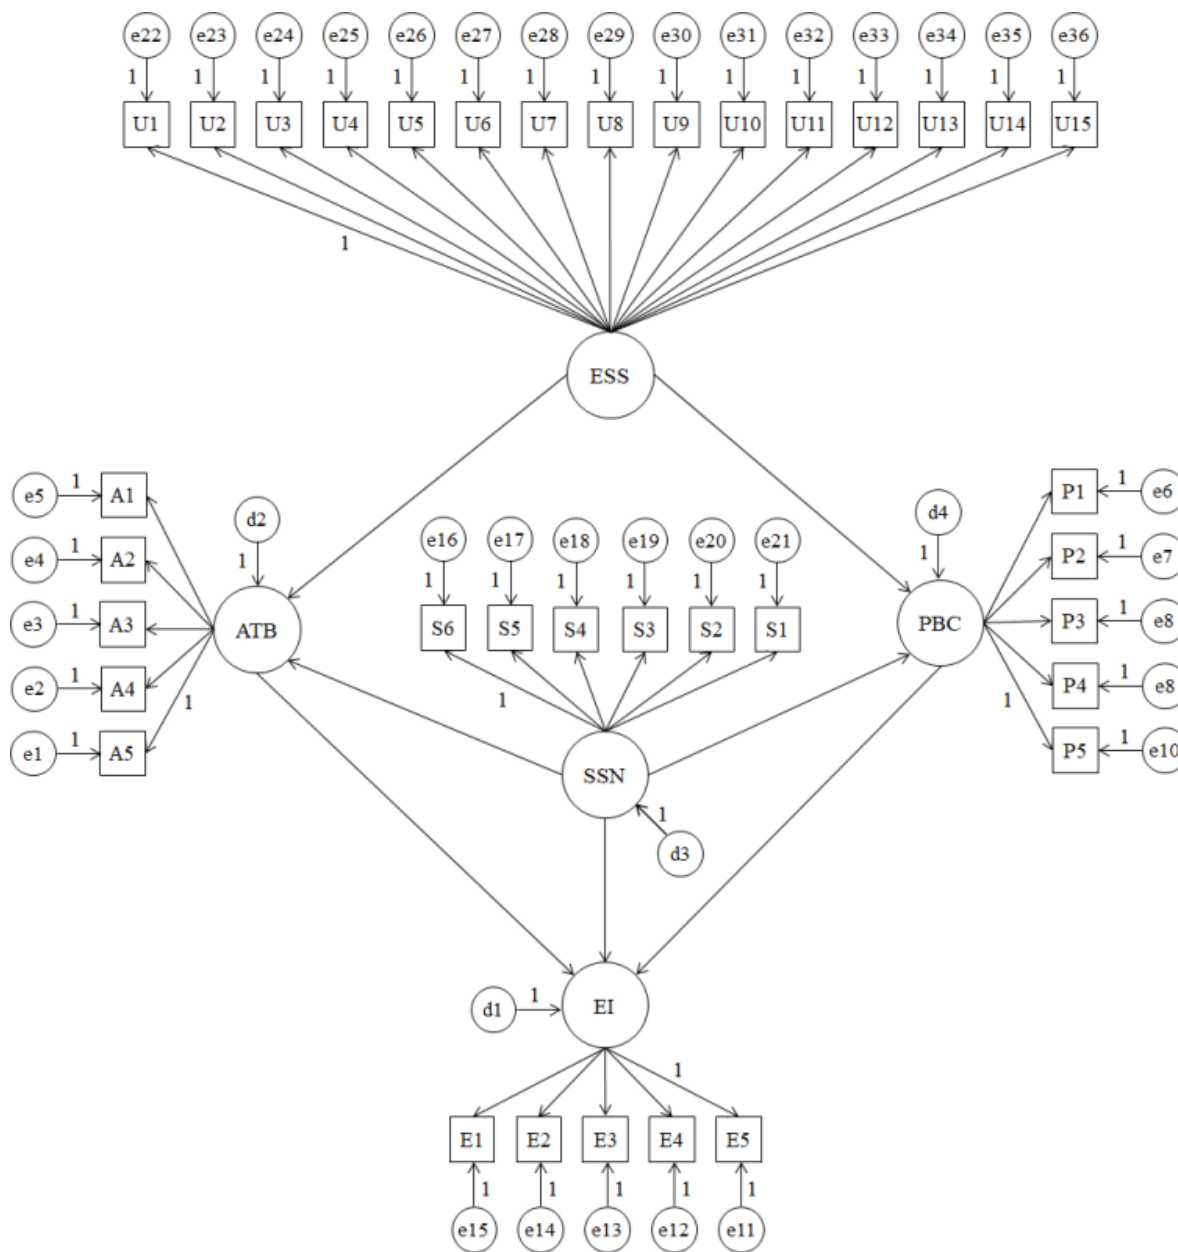 e22 e23 e24 e25 e26 e27 e28 e29 e30 e31 e32 e33 e34 e35 e36
1 1 1 1 1 1 1 1 1 1 1 1 1 1 1
U1 U2 U3 U4 U5 U6 U7 U8 U9 U10 U11 U12 U13 U14 U15
1
ESS
e5 1 A1
e4 1 A2
e3 1 A3
e2 1 A4
e1 1 A5
1
d2
1
ATB
e16 e17 e18 e19 e20 e21
1 1 1 1 1 1
S6 S5 S4 S3 S2 S1
1
SSN
1
d3
d4
1
PBC
P1 1 e6
P2 1 e7
P3 1 e8
P4 1 e8
P5 1 e10
1
d1 1 EI
1
E1 E2 E3 E4 E5
1 1 1 1 1
e15 e14 e13 e12 e11